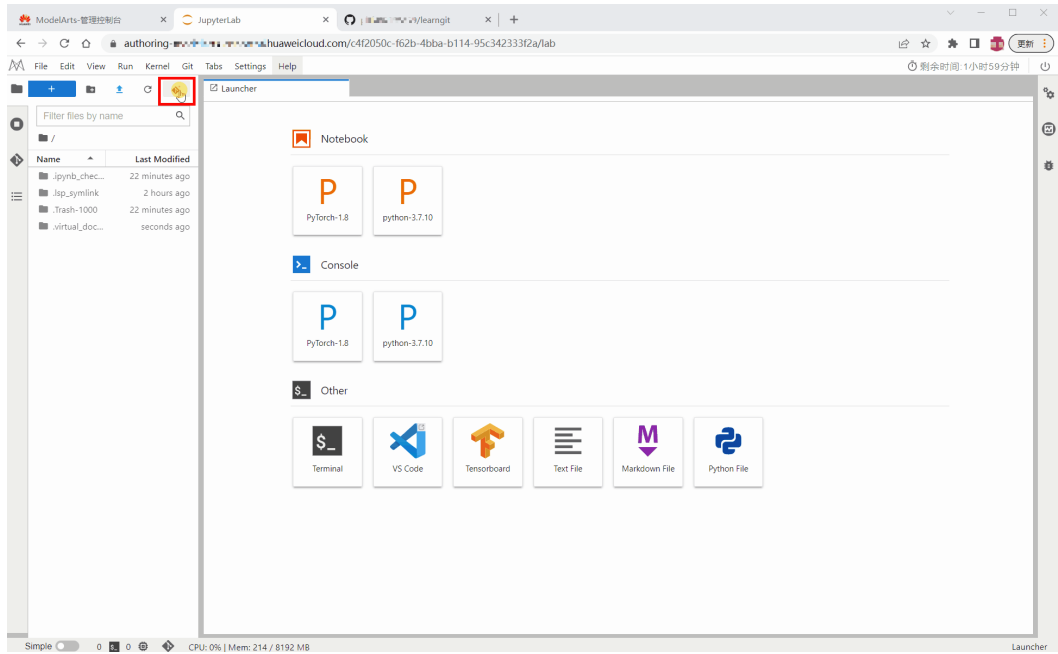 ModelArts-管理控制台
JupyterLab
/learngit
authoring-
huaweicloud.com/c4f2050c-f62b-4bba-b114-95c342333f2a/lab
更新
File Edit View Run Kernel Git Tabs Settings Help
剩余时间:1小时59分钟
Launcher
Filter files by name
/
Name Last Modified
.ipynb_chec... 22 minutes ago
.lsp_symlink 2 hours ago
.Trash-1000 22 minutes ago
.virtual_doc... seconds ago
Notebook
P P
PyTorch-1.8 python-3.7.10
Console
P P
PyTorch-1.8 python-3.7.10
$_ Other
$_ M
Terminal VS Code Tensorboard Text File Markdown File Python File
Simple 0 $_ 0 CPU: 0% | Mem: 214 / 8192 MB Launcher